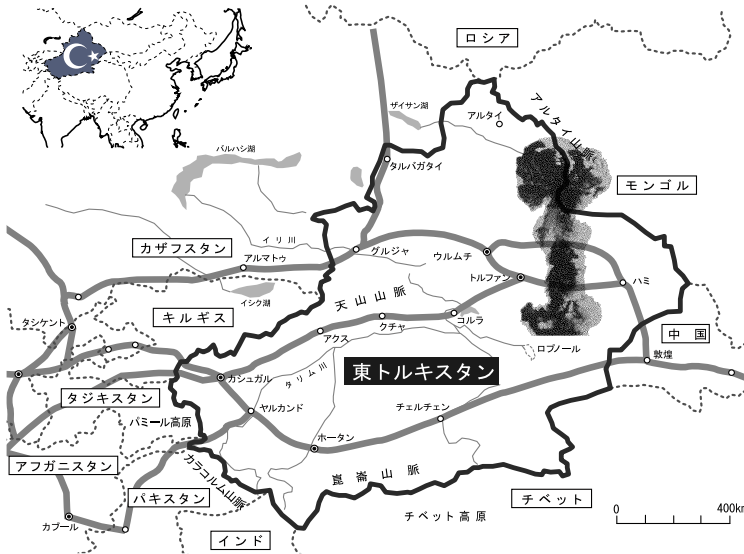 ロシア
ザイサン湖
アルタイ
アルタイ山脈
バルハシ湖
タルバガタイ
モンゴル
カザフスタン
イリ川
グルジャ
ウルムチ
アルマトゥ
トルファン
ハミ
イシク湖
天山山脈
キルギス
タシケント
クチャ
コルラ
アクス
ロブノール
中国
敦煌
東トルキスタン
カシュガル
タリム川
タジキスタン
ヤルカンド
チェルチェン
パミール高原
ホータン
アフガニスタン
カラコルム山脈
崑崙山脈
パキスタン
チベット
カブール
インド
チベット高原
0
400km